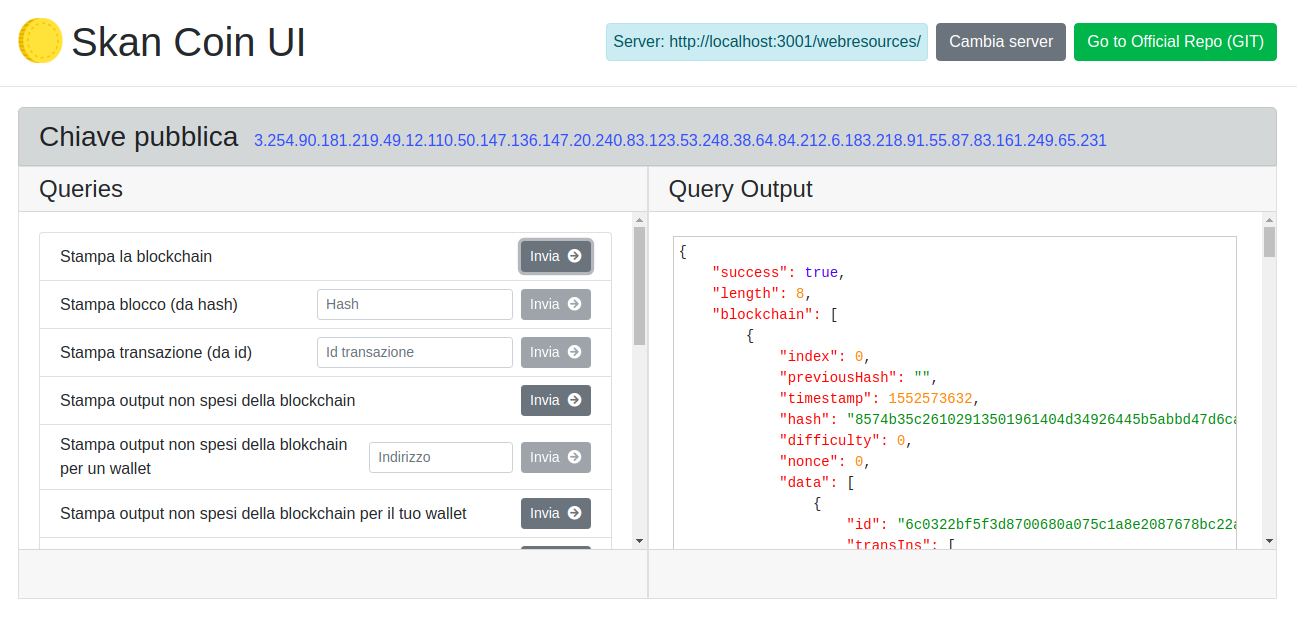 Skan Coin UI
Server: http://localhost:3001/webresources/
Cambia server
Go to Official Repo (GIT)
Chiave pubblica 3.254.90.181.219.49.12.110.50.147.136.147.20.240.83.123.53.248.38.64.84.212.6.183.218.91.55.87.83.161.249.65.231
Queries
Stampa la blockchain Invia
Stampa blocco (da hash) Hash Invia
Stampa transazione (da id) Id transazione Invia
Stampa output non spesi della blockchain Invia
Stampa output non spesi della blokchain
per un wallet Indirizzo Invia
Stampa output non spesi della blockchain per il tuo wallet Invia
Query Output
{
"success": true,
"length": 8,
"blockchain": [
{
"index": 0,
"previousHash": "",
"timestamp": 1552573632,
"hash": "8574b35c26102913501961404d34926445b5abbd47d6ca
"difficulty": 0,
"nonce": 0,
"data": [
{
"id": "6c0322bf5f3d8700680a075c1a8e2087678bc22a
"transIns": [